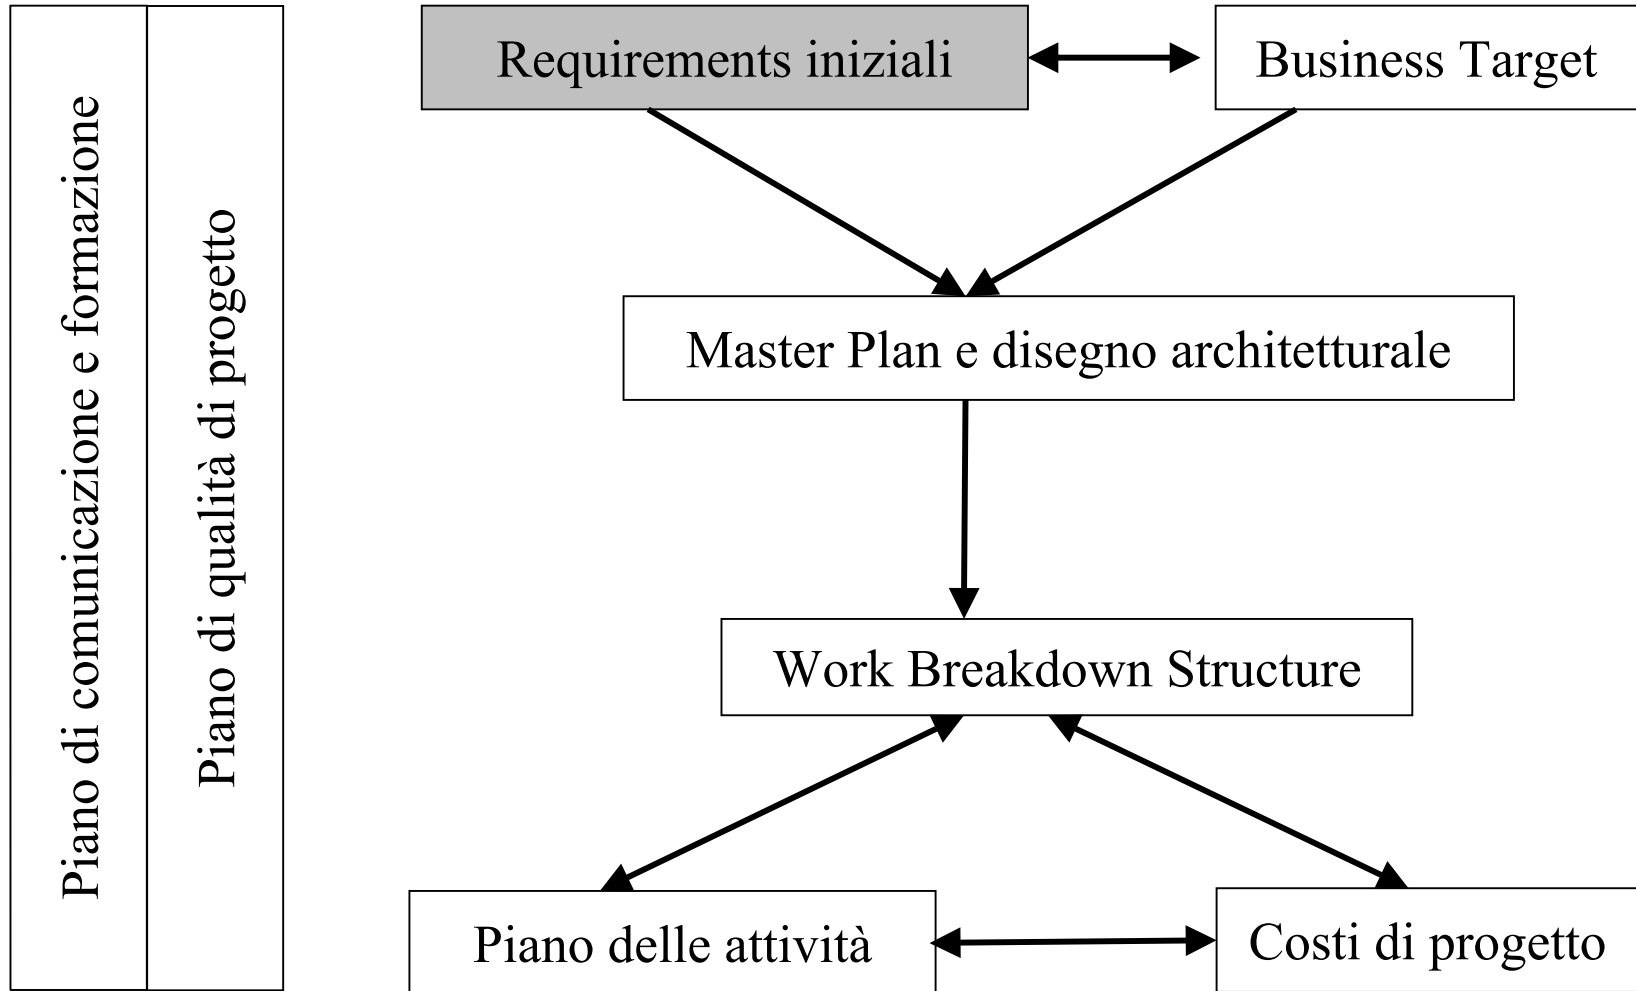 Piano di comunicazione e formazione
Piano di qualità di progetto
Requirements iniziali
Business Target
Master Plan e disegno architetturale
Work Breakdown Structure
Piano delle attività
Costi di progetto